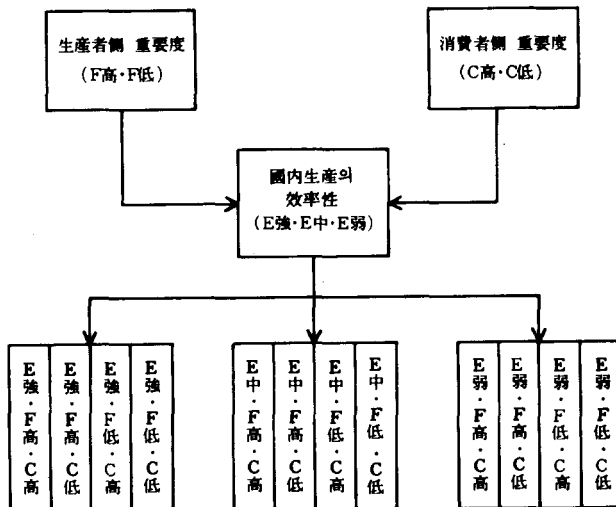 生産者側 重要度
(F高·F低)
消費者側 重要度
(C高·C低)
國内生産의
效率性
(E強·E中·E弱)
E強·F高·C高
E強·F高·C低
E強·F低·C高
E強·F低·C低
E中·F高·C高
E中·F高·C低
E中·F低·C高
E中·F低·C低
E弱·F高·C高
E弱·F高·C低
E弱·F低·C高
E弱·F低·C低